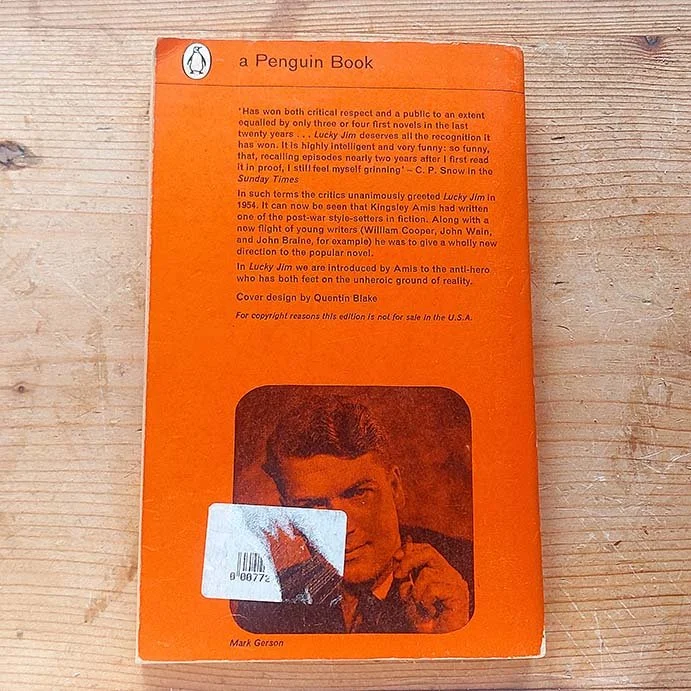 a Penguin Book
'Has won both critical respect and a public to an extent
equalled by only three or four first novels in the last
twenty years . . . Lucky Jim deserves all the recognition it
has won. It is highly intelligent and very funny: so funny,
that, recalling episodes nearly two years after I first read
it in proof, I still feel myself grinning' – C. P. Snow in the
Sunday Times
In such terms the critics unanimously greeted Lucky Jim in
1954. It can now be seen that Kingsley Amis had written
one of the post-war style-setters in fiction. Along with a
new flight of young writers (William Cooper, John Wain,
and John Braine, for example) he was to give a wholly new
direction to the popular novel.
In Lucky Jim we are introduced by Amis to the anti-hero
who has both feet on the unheroic ground of reality.
Cover design by Quentin Blake
For copyright reasons this edition is not for sale in the U.S.A.
0 00772
Mark Gerson